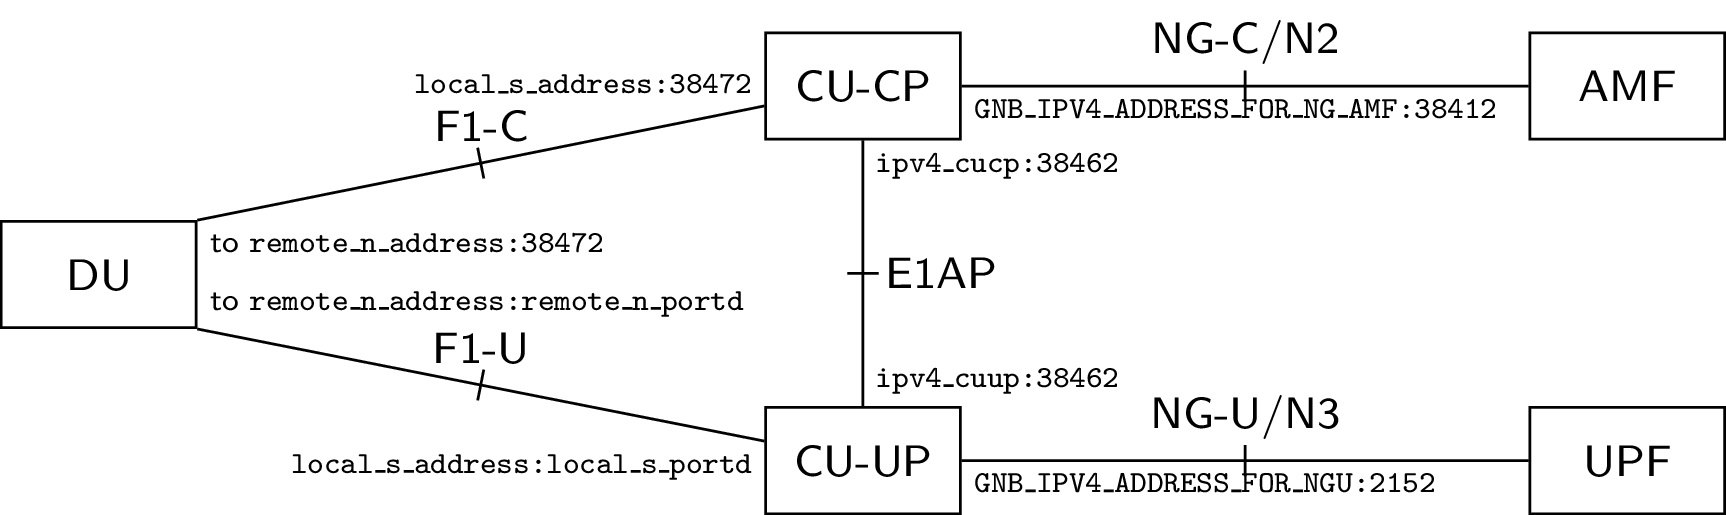 NG-C/N2
CU-CP
AMF
local_s_address:38472
GNB_IPV4_ADDRESS_FOR_NG_AMF:38412
F1-C
ipv4_cucp:38462
to remote_n_address:38472
DU
E1AP
to remote_n_address:remote_n_portd
F1-U
ipv4_cuup:38462
NG-U/N3
CU-UP
UPF
local_s_address:local_s_portd
GNB_IPV4_ADDRESS_FOR_NGU:2152